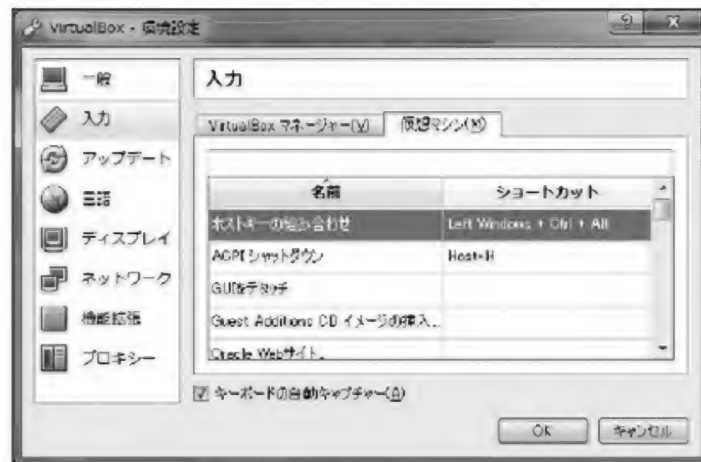 VirtualBox - 環境設定
一般
入力
アップデート
言語
ディスプレイ
ネットワーク
機能拡張
プロキシー
入力
VirtualBox マネージャー(V)
仮想マシン(M)
名前 ショートカット
ホストキーの組み合わせ Left Windows + Ctrl + Alt
ACPI シャットダウン Host+H
GUIをデタッチ
Guest Additions CD イメージの挿入...
Oracle Webサイト...
キーボードの自動キャプチャー(A)
OK
キャンセル